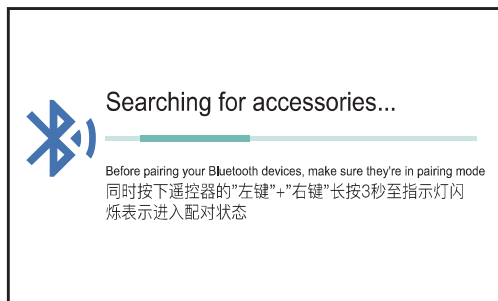 Searching for accessories...
Before pairing your Bluetooth devices, make sure they're in pairing mode
同时按下遥控器的"左键"+"右键"长按3秒至指示灯闪
烁表示进入配对状态